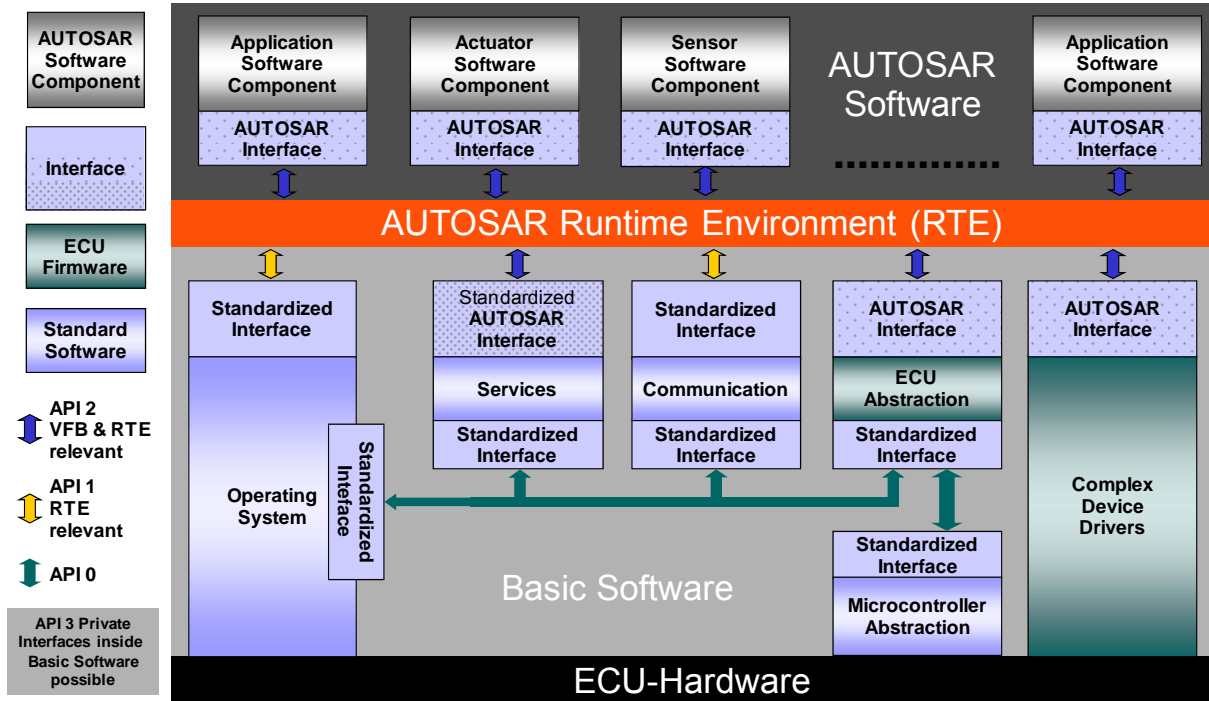 AUTOSAR
Software
Component
Interface
ECU
Firmware
Standard
Software
API 2
VFB & RTE
relevant
API 1
RTE
relevant
API 0
API 3 Private
Interfaces inside
Basic Software
possible
Application
Software
Component
AUTOSAR
Interface
Actuator
Software
Component
AUTOSAR
Interface
Sensor
Software
Component
AUTOSAR
Interface
AUTOSAR
Software
Application
Software
Component
AUTOSAR
Interface
AUTOSAR Runtime Environment (RTE)
Standardized
Interface
Operating
System
Standardized
Inteface
Standardized
AUTOSAR
Interface
Services
Standardized
Interface
Standardized
Interface
Communication
Standardized
Interface
AUTOSAR
Interface
ECU
Abstraction
Standardized
Interface
Standardized
Interface
Microcontroller
Abstraction
AUTOSAR
Interface
Complex
Device
Drivers
Basic Software
ECU-Hardware